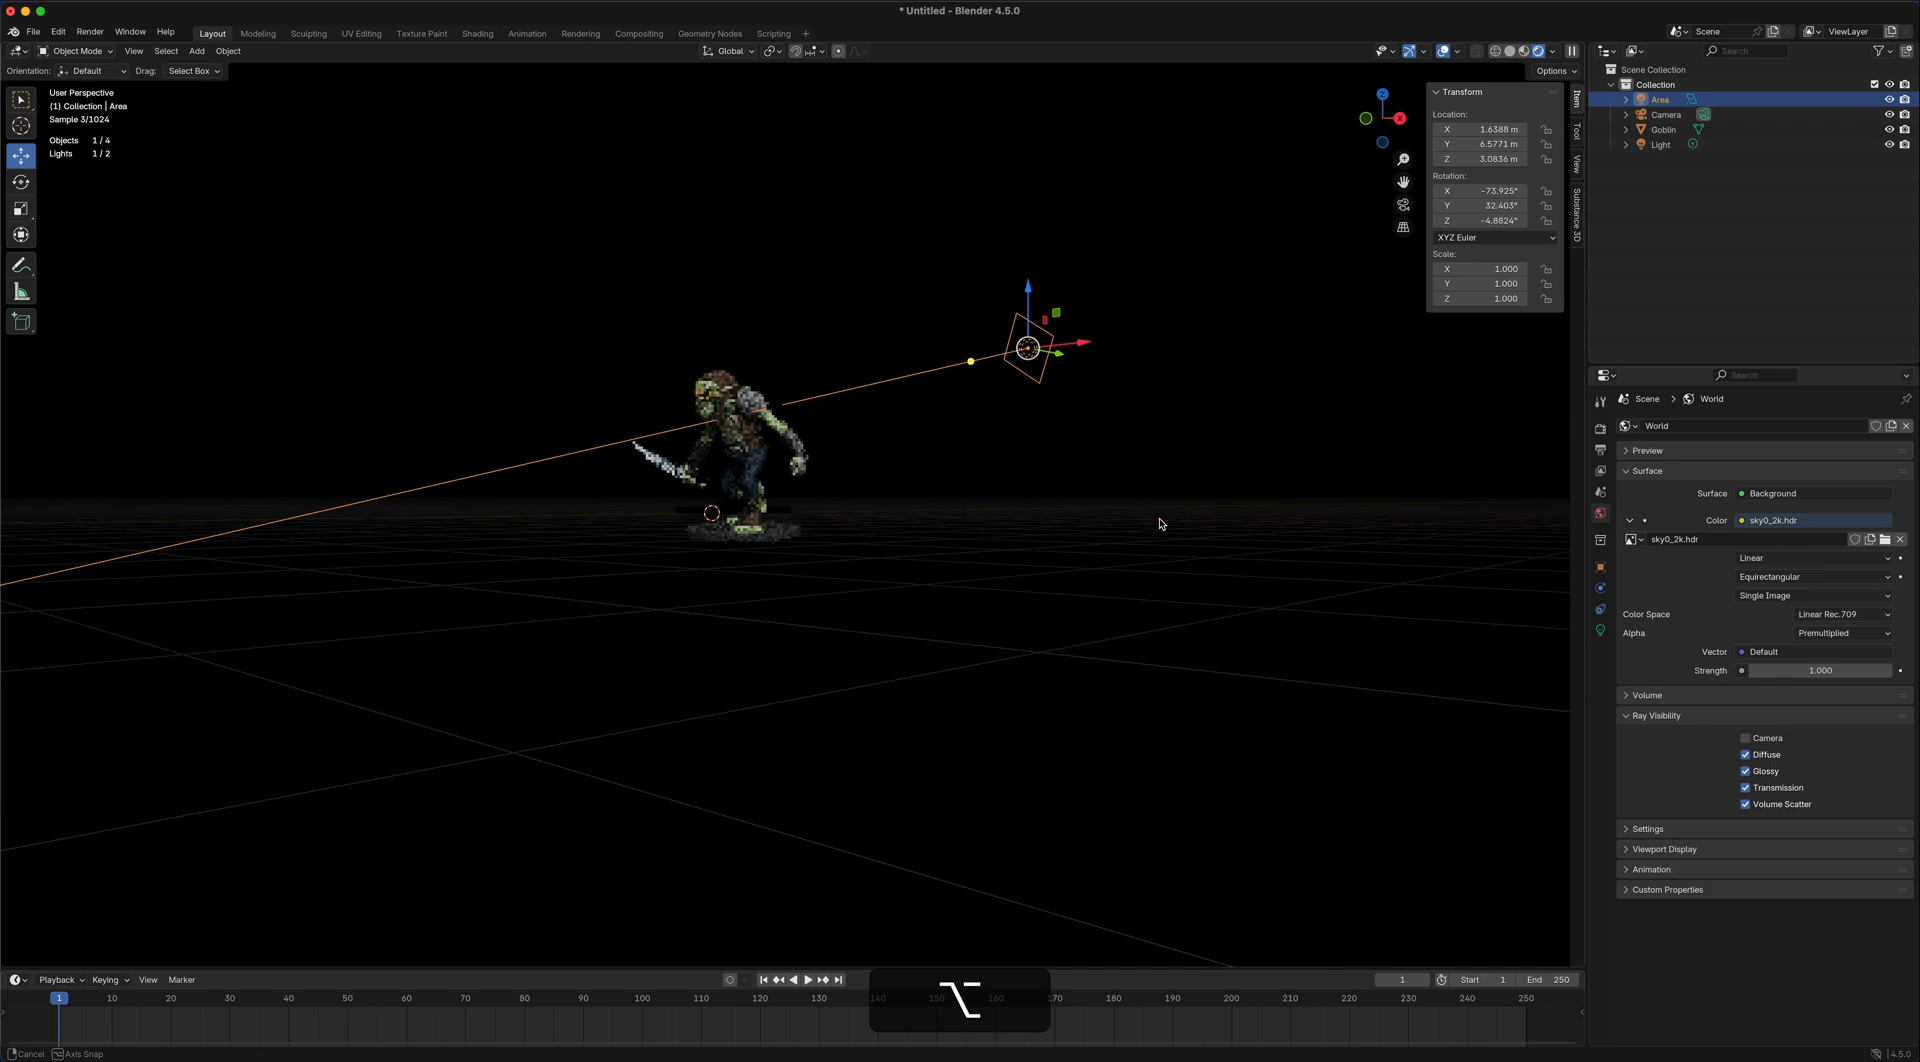 * Untitled - Blender 4.5.0
File Edit Render Window Help
Layout Modeling Sculpting UV Editing Texture Paint Shading Animation Rendering Compositing Geometry Nodes Scripting +
Scene ViewLayer
Object Mode View Select Add Object
Global
Search
Orientation: Default Drag: Select Box
Options
User Perspective
(1) Collection | Area
Sample 3/1024
Objects 1 / 4
Lights 1 / 2
Z
X
Transform
Location:
X 1.6388 m
Y 6.5771 m
Z 3.0836 m
Rotation:
X -73.925°
Y 32.403°
Z -4.8824°
XYZ Euler
Scale:
X 1.000
Y 1.000
Z 1.000
Item
Tool
View
Substance 3D
Scene Collection
Collection
Area
Camera
Goblin
Light
Search
Scene > World
World
Preview
Surface
Surface Background
Color sky0_2k.hdr
sky0_2k.hdr
Linear
Equirectangular
Single Image
Color Space Linear Rec.709
Alpha Premultiplied
Vector Default
Strength 1.000
Volume
Ray Visibility
Camera
Diffuse
Glossy
Transmission
Volume Scatter
Settings
Viewport Display
Animation
Custom Properties
Playback Keying View Marker
1 Start 1 End 250
1 10 20 30 40 50 60 70 80 90 100 110 120 130 140 150 160 170 180 190 200 210 220 230 240 250
Cancel Axis Snap
4.5.0